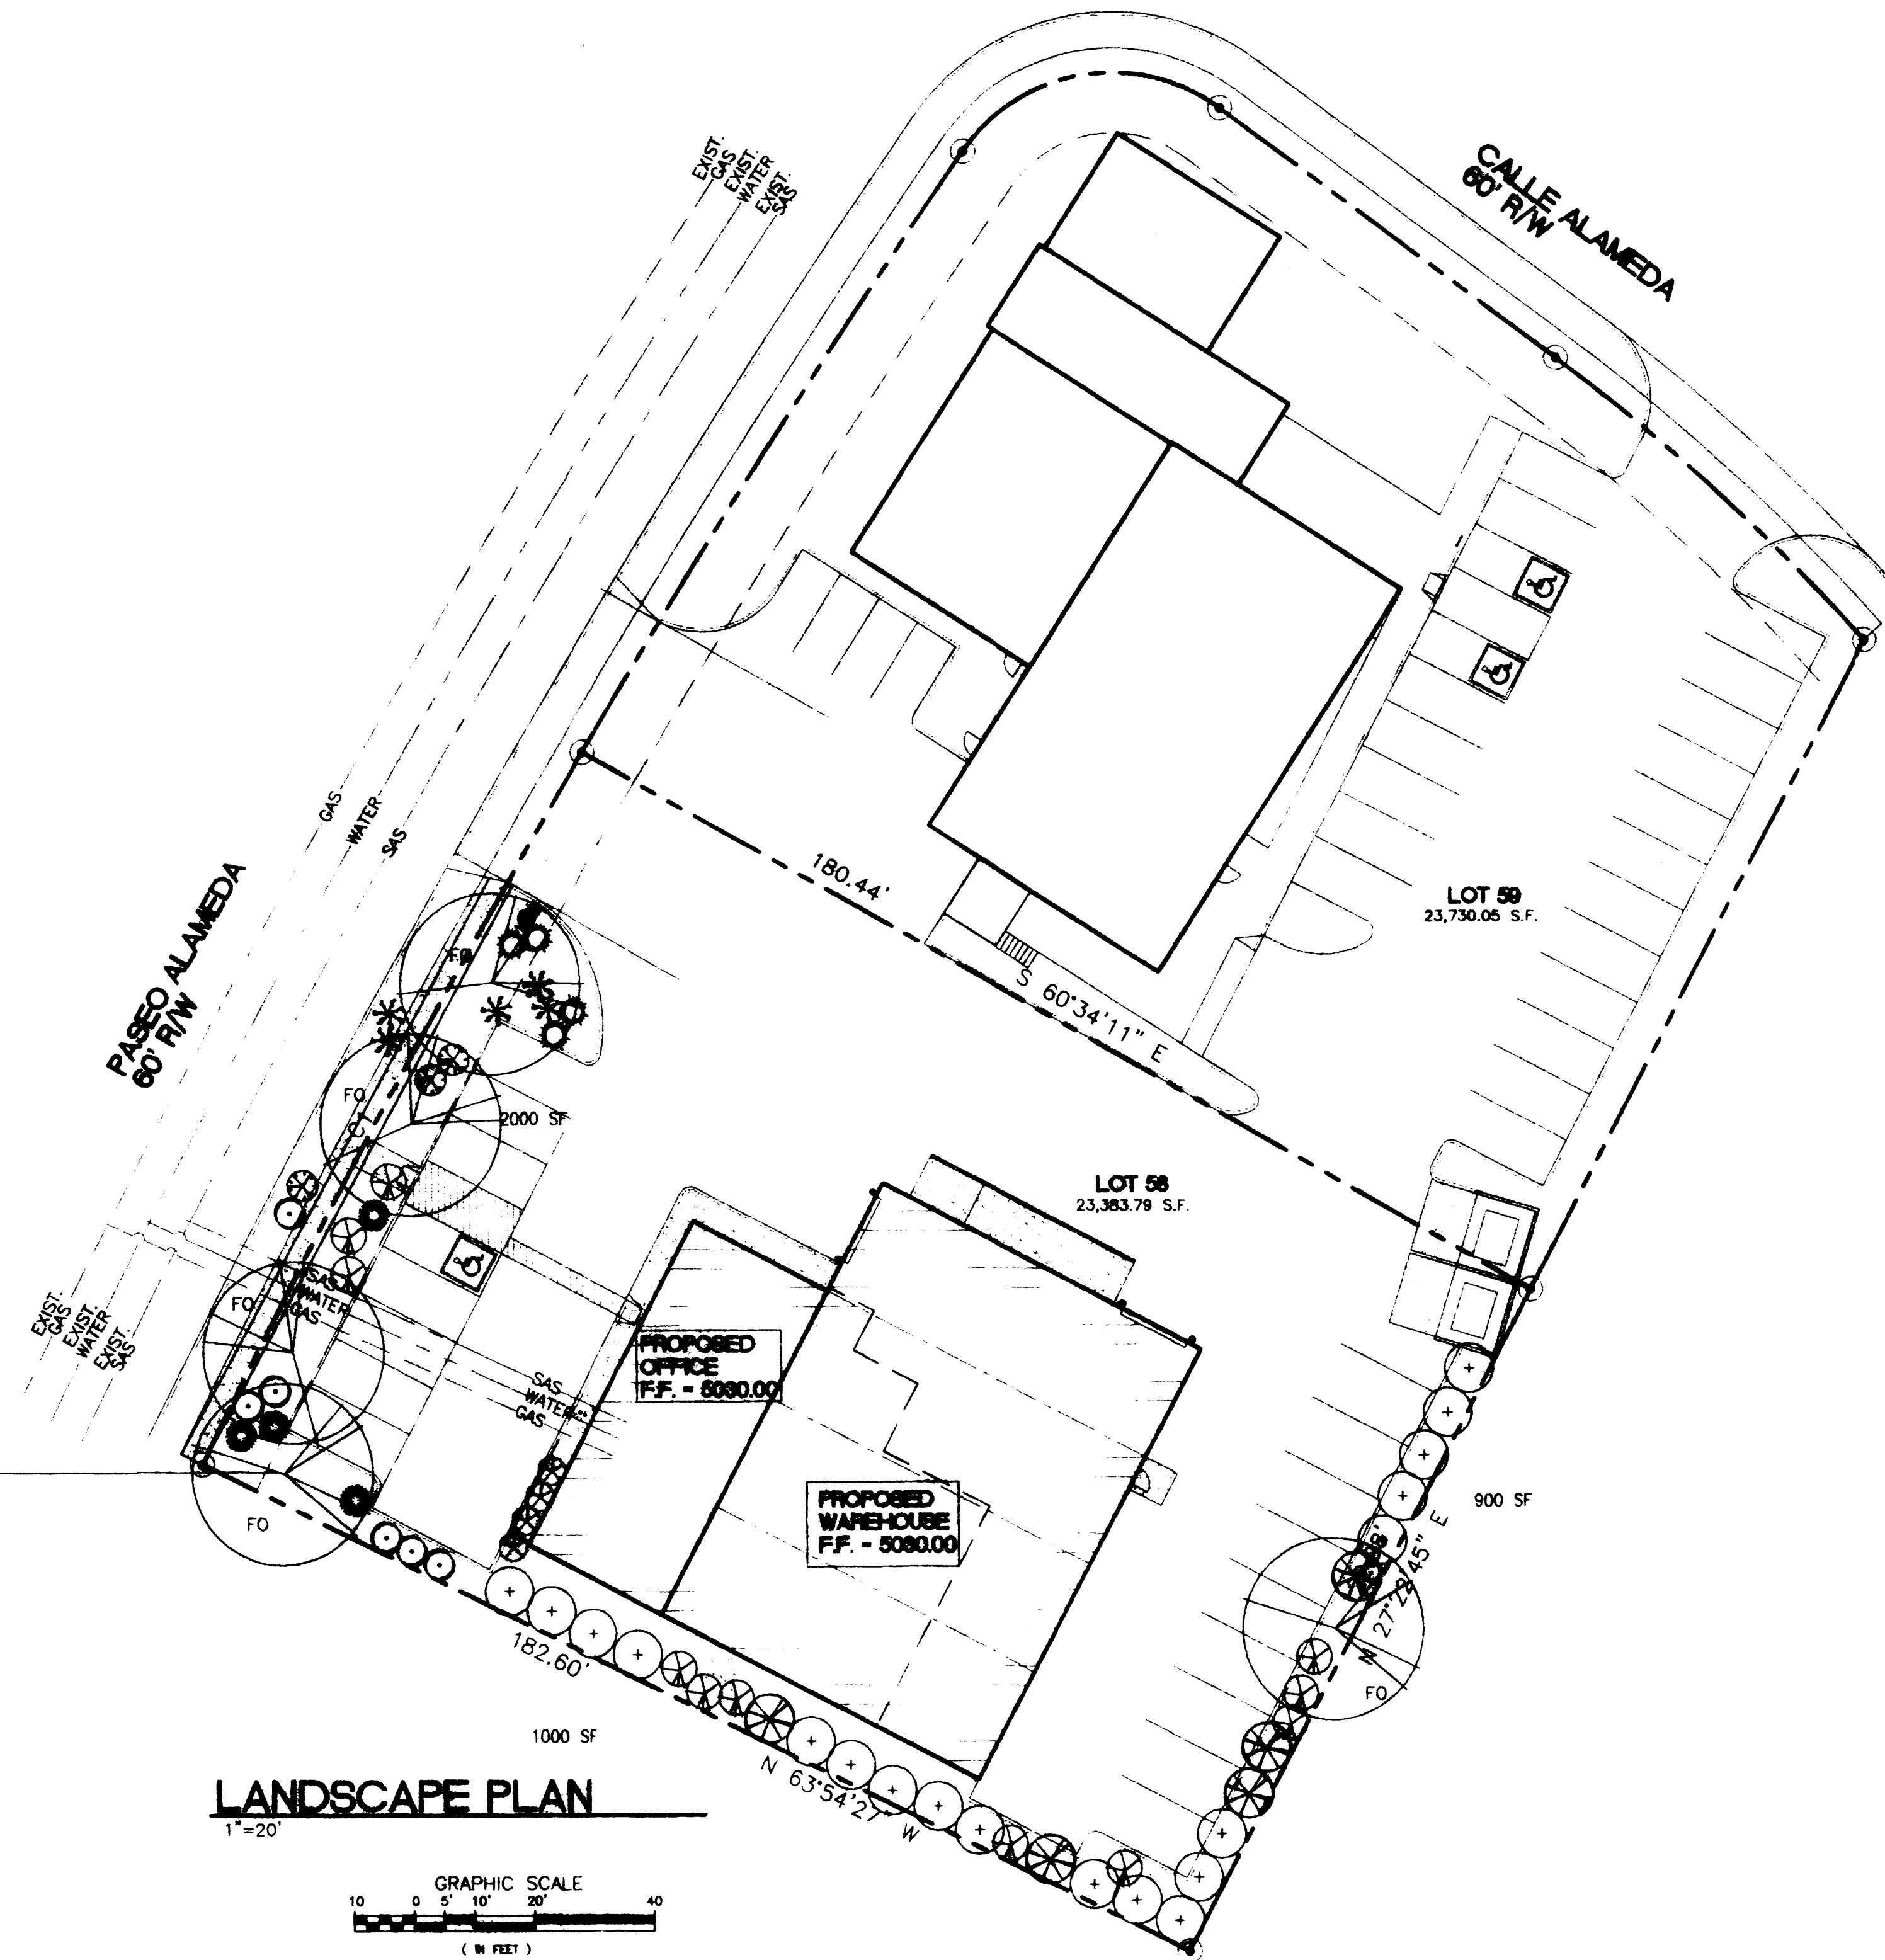 EXIST.
GAS
EXIST.
WATER
EXIST.
SAS
CALLE ALAMEDA
60' R/W
GAS
WATER
SAS
180.44'
LOT 59
23,730.05 S.F.
PASEO ALAMEDA
60' R/W
S 60°34'11" E
FO
2000 SF
LOT 58
23,383.79 S.F.
SAS
WATER
GAS
FO
EXIST.
GAS
EXIST.
WATER
EXIST.
SAS
PROPOSED
OFFICE
F.F. = 5030.00
SAS
WATER
GAS
PROPOSED
WAREHOUSE
F.F. = 5030.00
900 SF
N 27°22'45" E
FO
FO
182.60'
1000 SF
N 63°54'27" W
LANDSCAPE PLAN
1"=20'
GRAPHIC SCALE
10 0 5' 10' 20' 40
( IN FEET )